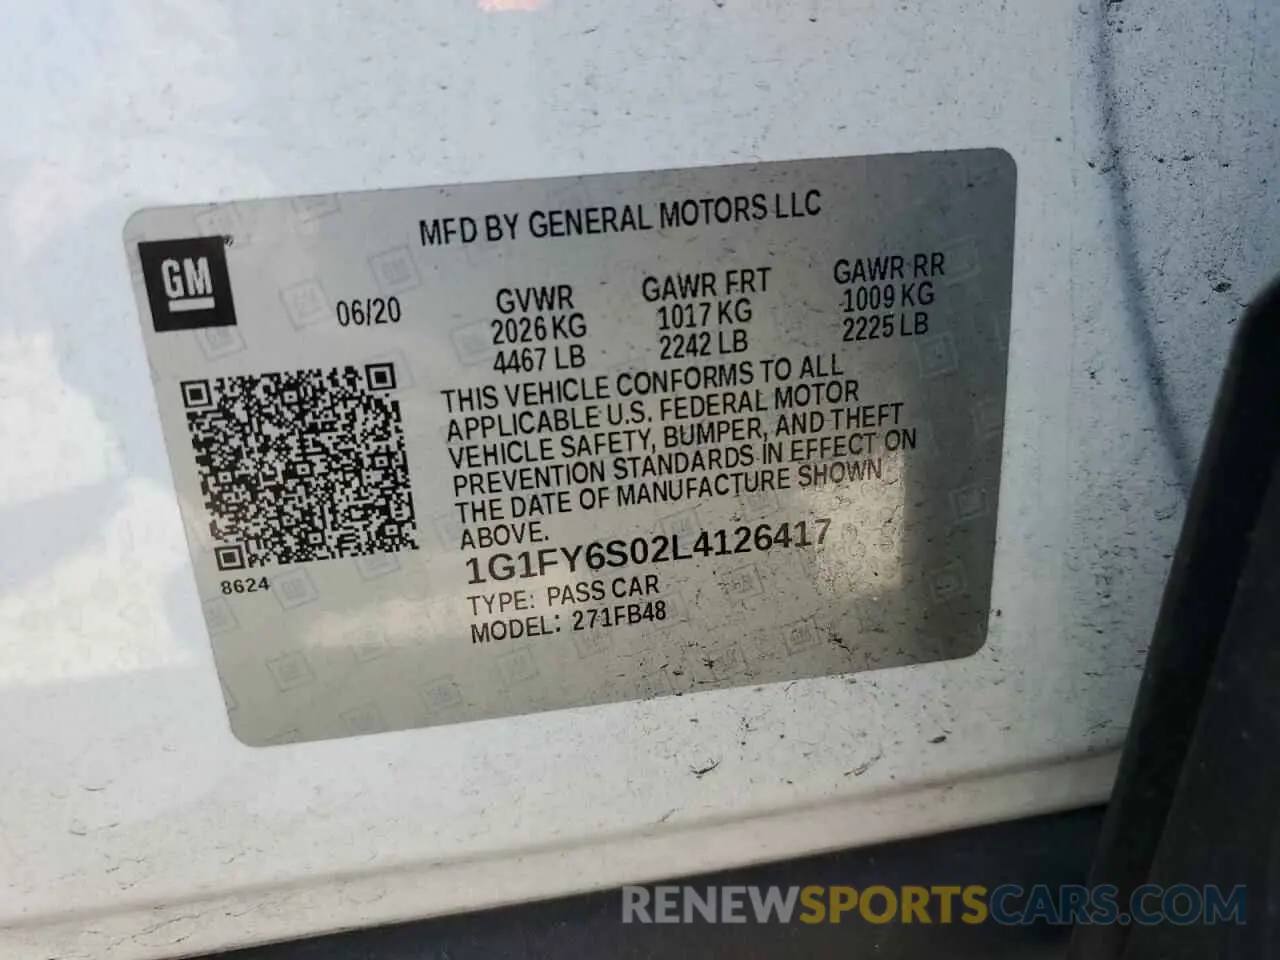 MFD BY GENERAL MOTORS LLC
GM
06/20
GVWR
2026 KG
4467 LB
GAWR FRT
1017 KG
2242 LB
GAWR RR
1009 KG
2225 LB
THIS VEHICLE CONFORMS TO ALL
APPLICABLE U.S. FEDERAL MOTOR
VEHICLE SAFETY, BUMPER, AND THEFT
PREVENTION STANDARDS IN EFFECT ON
THE DATE OF MANUFACTURE SHOWN
ABOVE.
8624
1G1FY6S02L4126417
TYPE: PASS CAR
MODEL: 271FB48
RENEWSPORTSCARS.COM